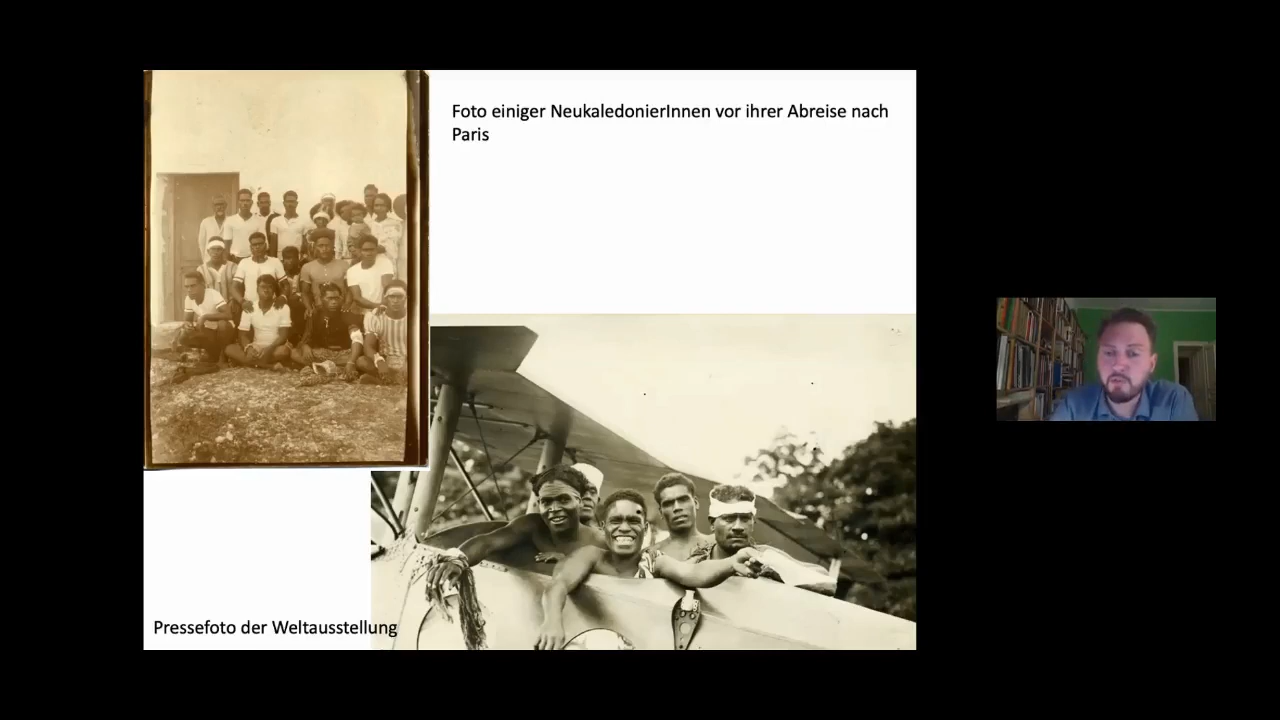 Foto einiger NeukaledonierInnen vor ihrer Abreise nach
Paris
Pressefoto der Weltausstellung